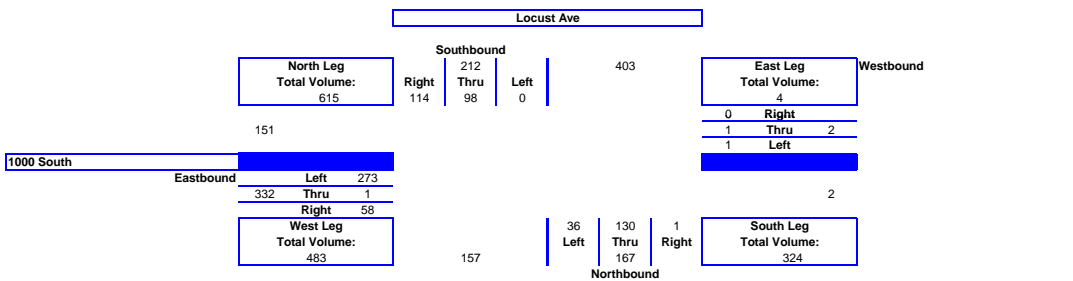 Locust Ave
Southbound
North Leg 212 403 East Leg Westbound
Total Volume: Right Thru Left Total Volume:
615 114 98 0 4
0 Right
151 1 Thru 2
1 Left
1000 South
Eastbound Left 273
332 Thru 1 2
Right 58
West Leg 36 130 1 South Leg
Total Volume: Left Thru Right Total Volume:
483 157 167 324
Northbound